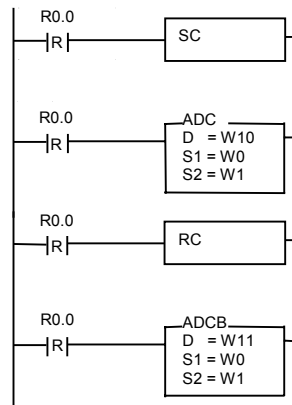 R0.0
R
SC
R0.0
R
ADC
D = W10
S1 = W0
S2 = W1
R0.0
R
RC
R0.0
R
ADCB
D = W11
S1 = W0
S2 = W1